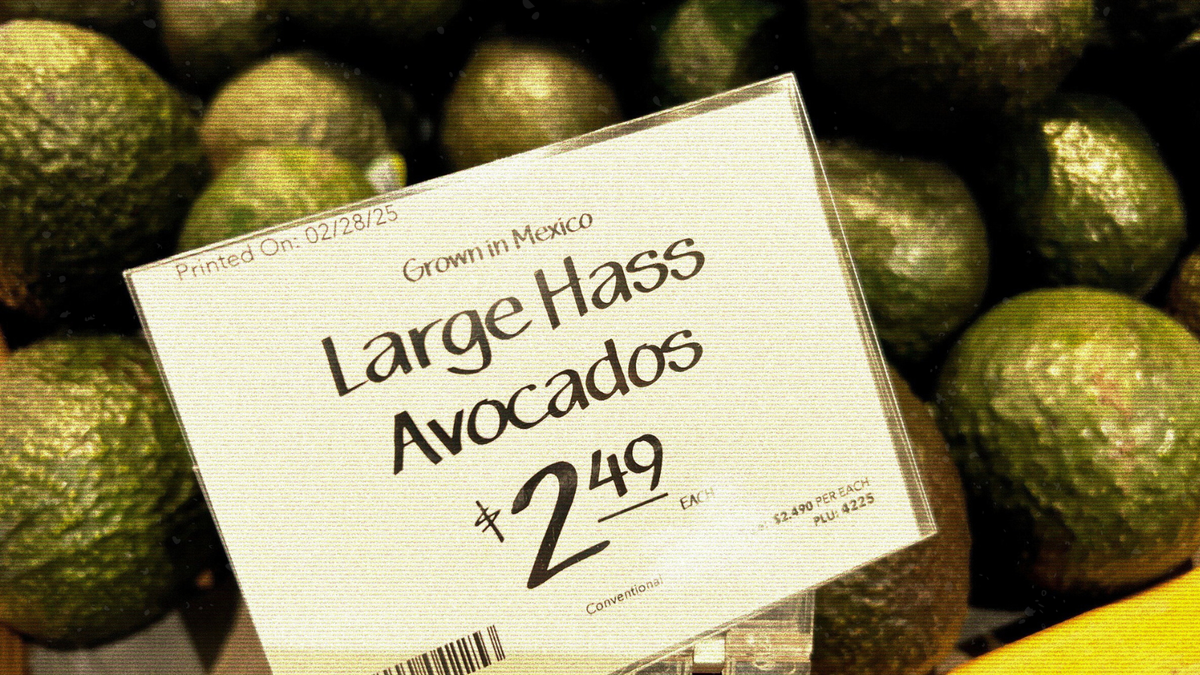 Printed On: 02/28/25
Grown in Mexico
Large Hass
Avocados
$2.49 EACH
$2.490 PER EACH
PLU: 4225
Conventional